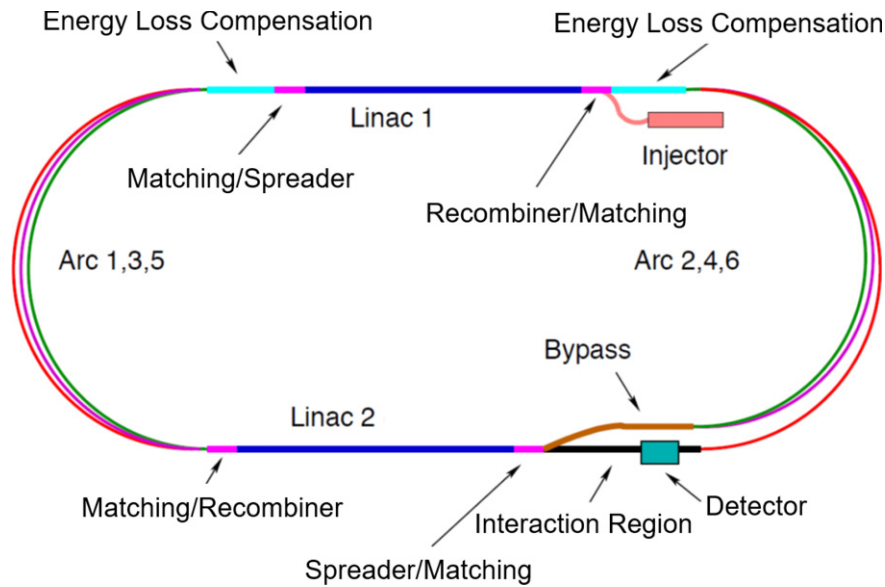 Energy Loss Compensation
Energy Loss Compensation
Linac 1
Injector
Matching/Spreader
Recombiner/Matching
Arc 1,3,5
Arc 2,4,6
Bypass
Linac 2
Matching/Recombiner
Interaction Region
Detector
Spreader/Matching